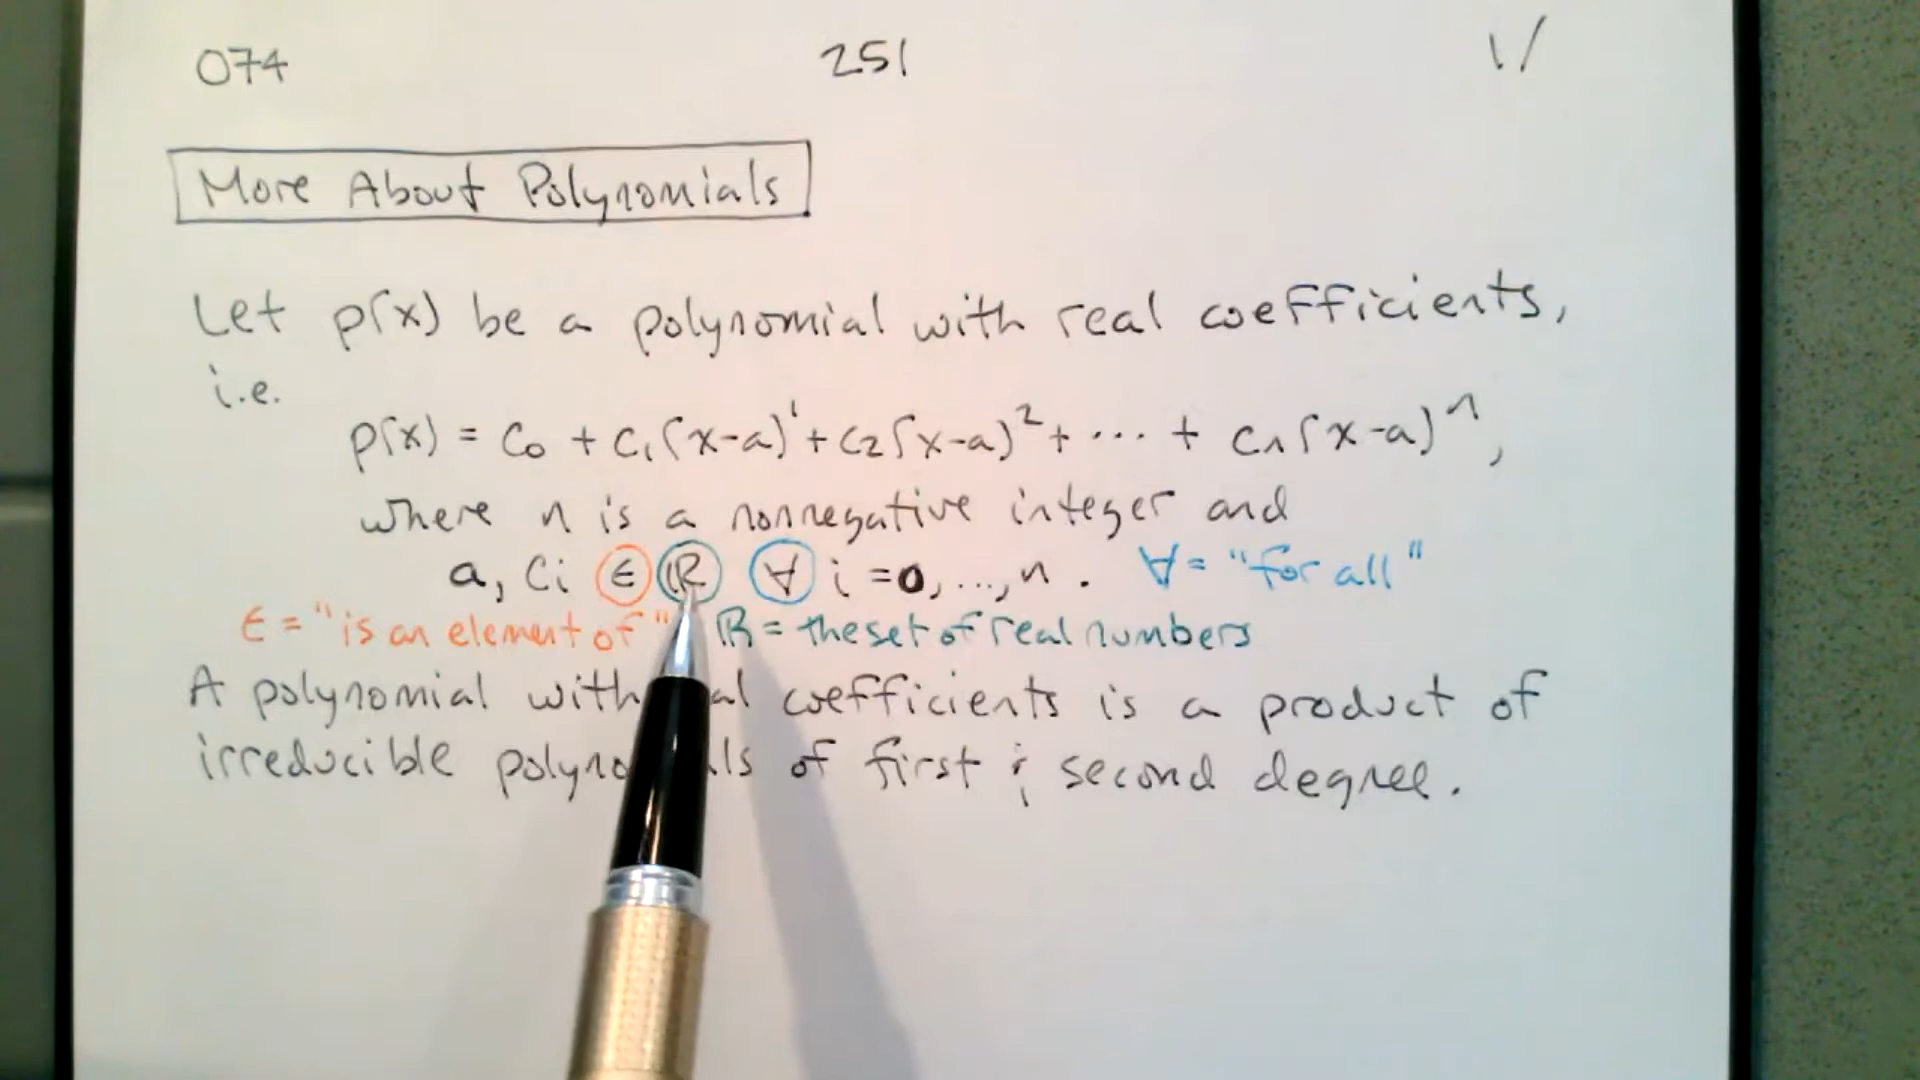 074 251 1/
More About Polynomials
Let p(x) be a polynomial with real coefficients,
i.e.
p(x) = c₀ + c₁(x-a)¹ + c₂(x-a)² + ... + cₙ(x-a)ⁿ,
where n is a nonnegative integer and
a, ci ∈ ℝ ∀ i = 0, ..., n. ∀ = "for all"
∈ = "is an element of" ℝ = the set of real numbers
A polynomial with coefficients is a product of
irreducible of first & second degree.